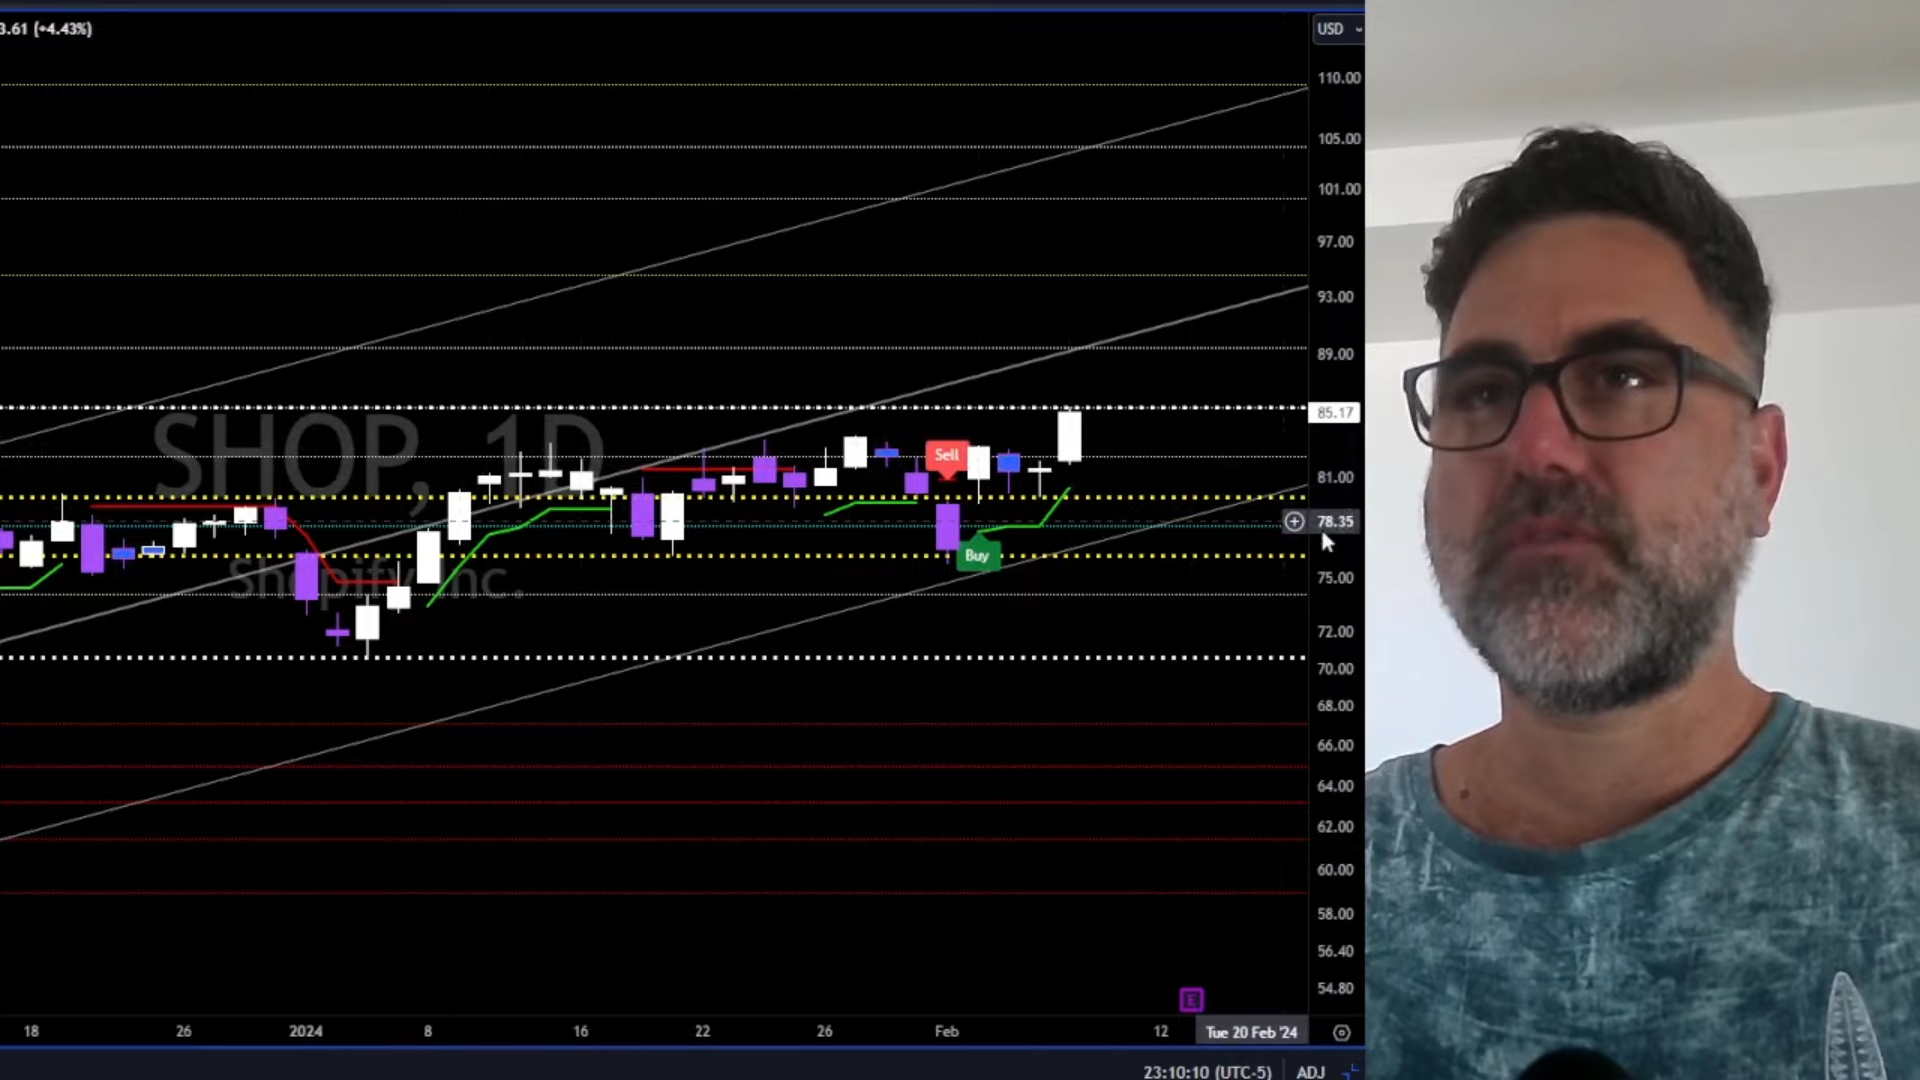 3.61 (+4.43%)
USD
110.00
105.00
101.00
97.00
93.00
89.00
85.17
81.00
78.35
75.00
72.00
70.00
68.00
66.00
64.00
62.00
60.00
58.00
56.40
54.80
SHOP, 1D
Shopify Inc.
Sell
Buy
E
18
26
2024
8
16
22
26
Feb
12
Tue 20 Feb '24
23:10:10 (UTC-5)
ADJ